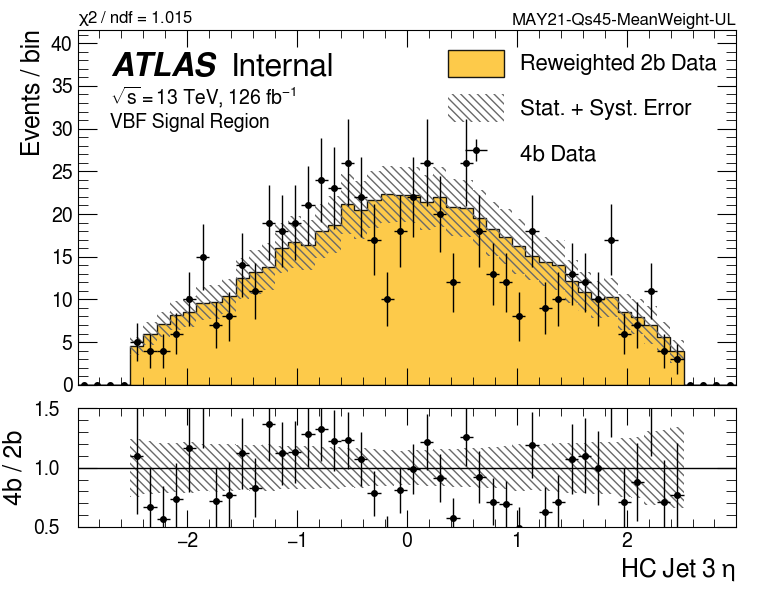 χ2 / ndf = 1.015
MAY21-Qs45-MeanWeight-UL
Events / bin
40
35
30
25
20
15
10
5
0
ATLAS Internal
√s = 13 TeV, 126 fb−1
VBF Signal Region
Reweighted 2b Data
Stat. + Syst. Error
4b Data
4b / 2b
1.5
1.0
0.5
−2 −1 0 1 2
HC Jet 3 η